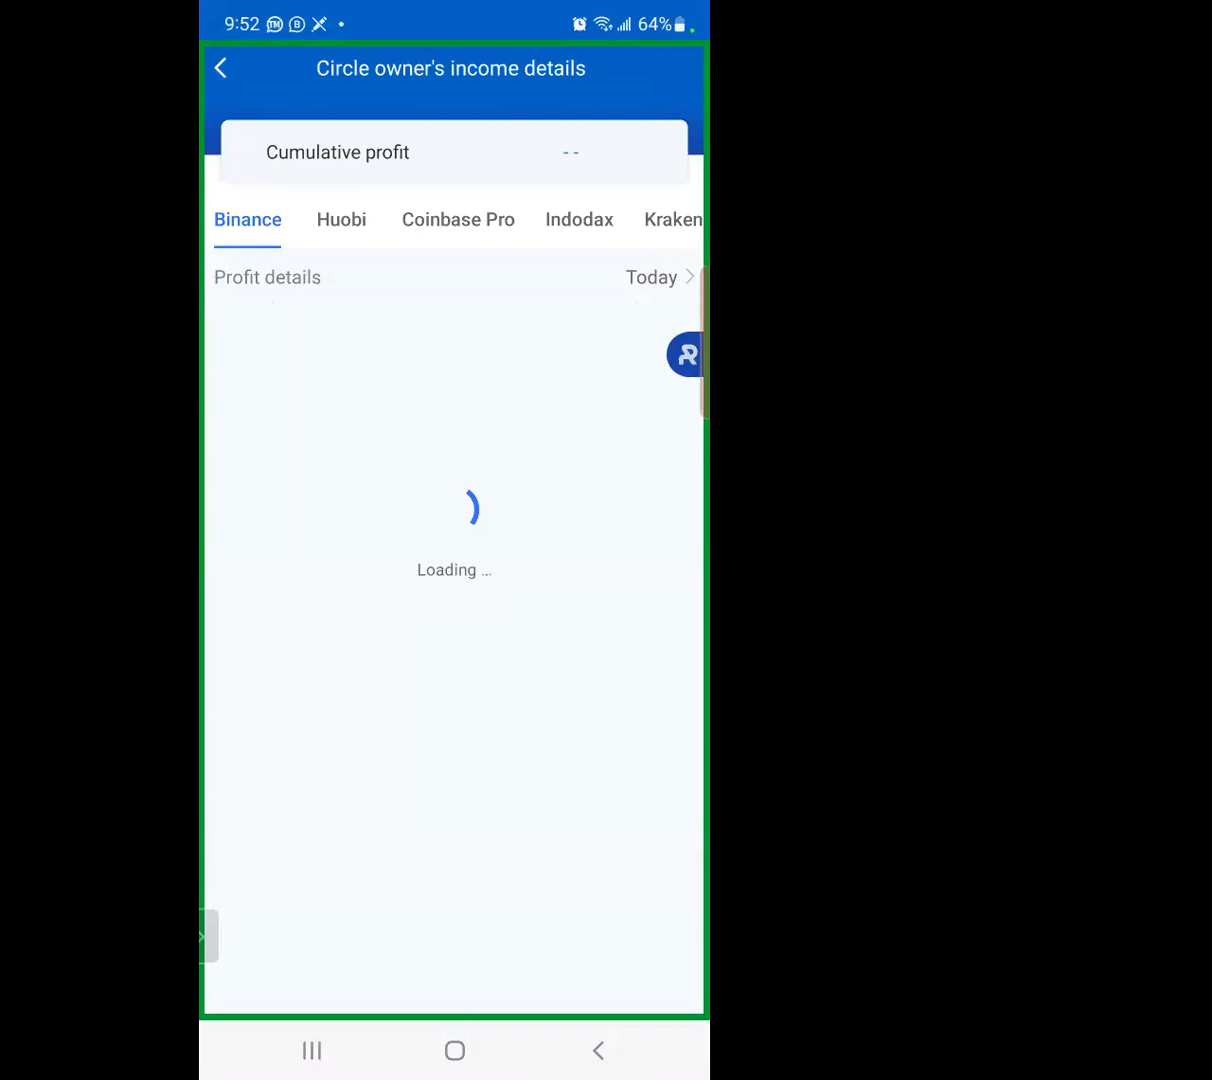 9:52 TM B 64%
Circle owner's income details
Cumulative profit --
Binance Huobi Coinbase Pro Indodax Kraken
Profit details Today
R
Loading ...